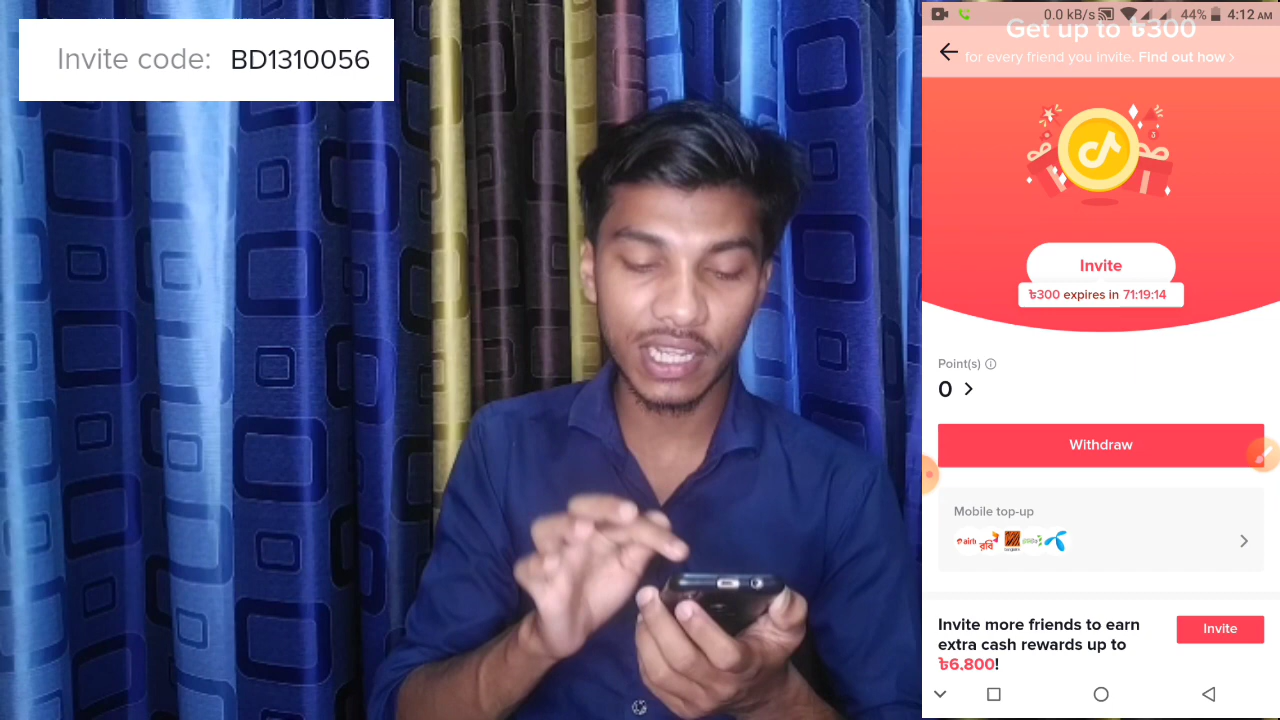 Invite code: BD1310056
0.0 kB/s 44% 4:12 AM
Get up to ৳300
for every friend you invite. Find out how >
Invite
৳300 expires in 71:19:14
Point(s)
0 >
Withdraw
Mobile top-up
airt রবি
Invite more friends to earn
extra cash rewards up to
৳6,800!
Invite